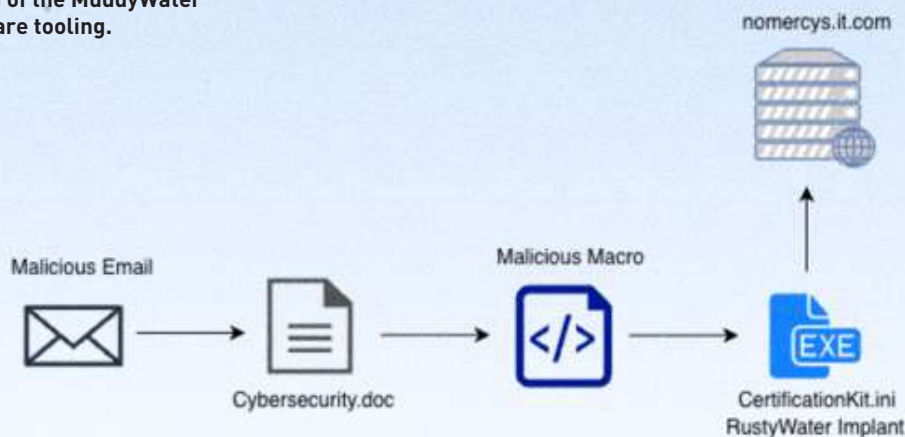 of the MuddyWater
are tooling.
nomercys.it.com
Malicious Email
Malicious Macro
</>
EXE
Cybersecurity.doc
CertificationKit.ini
RustyWater Implant